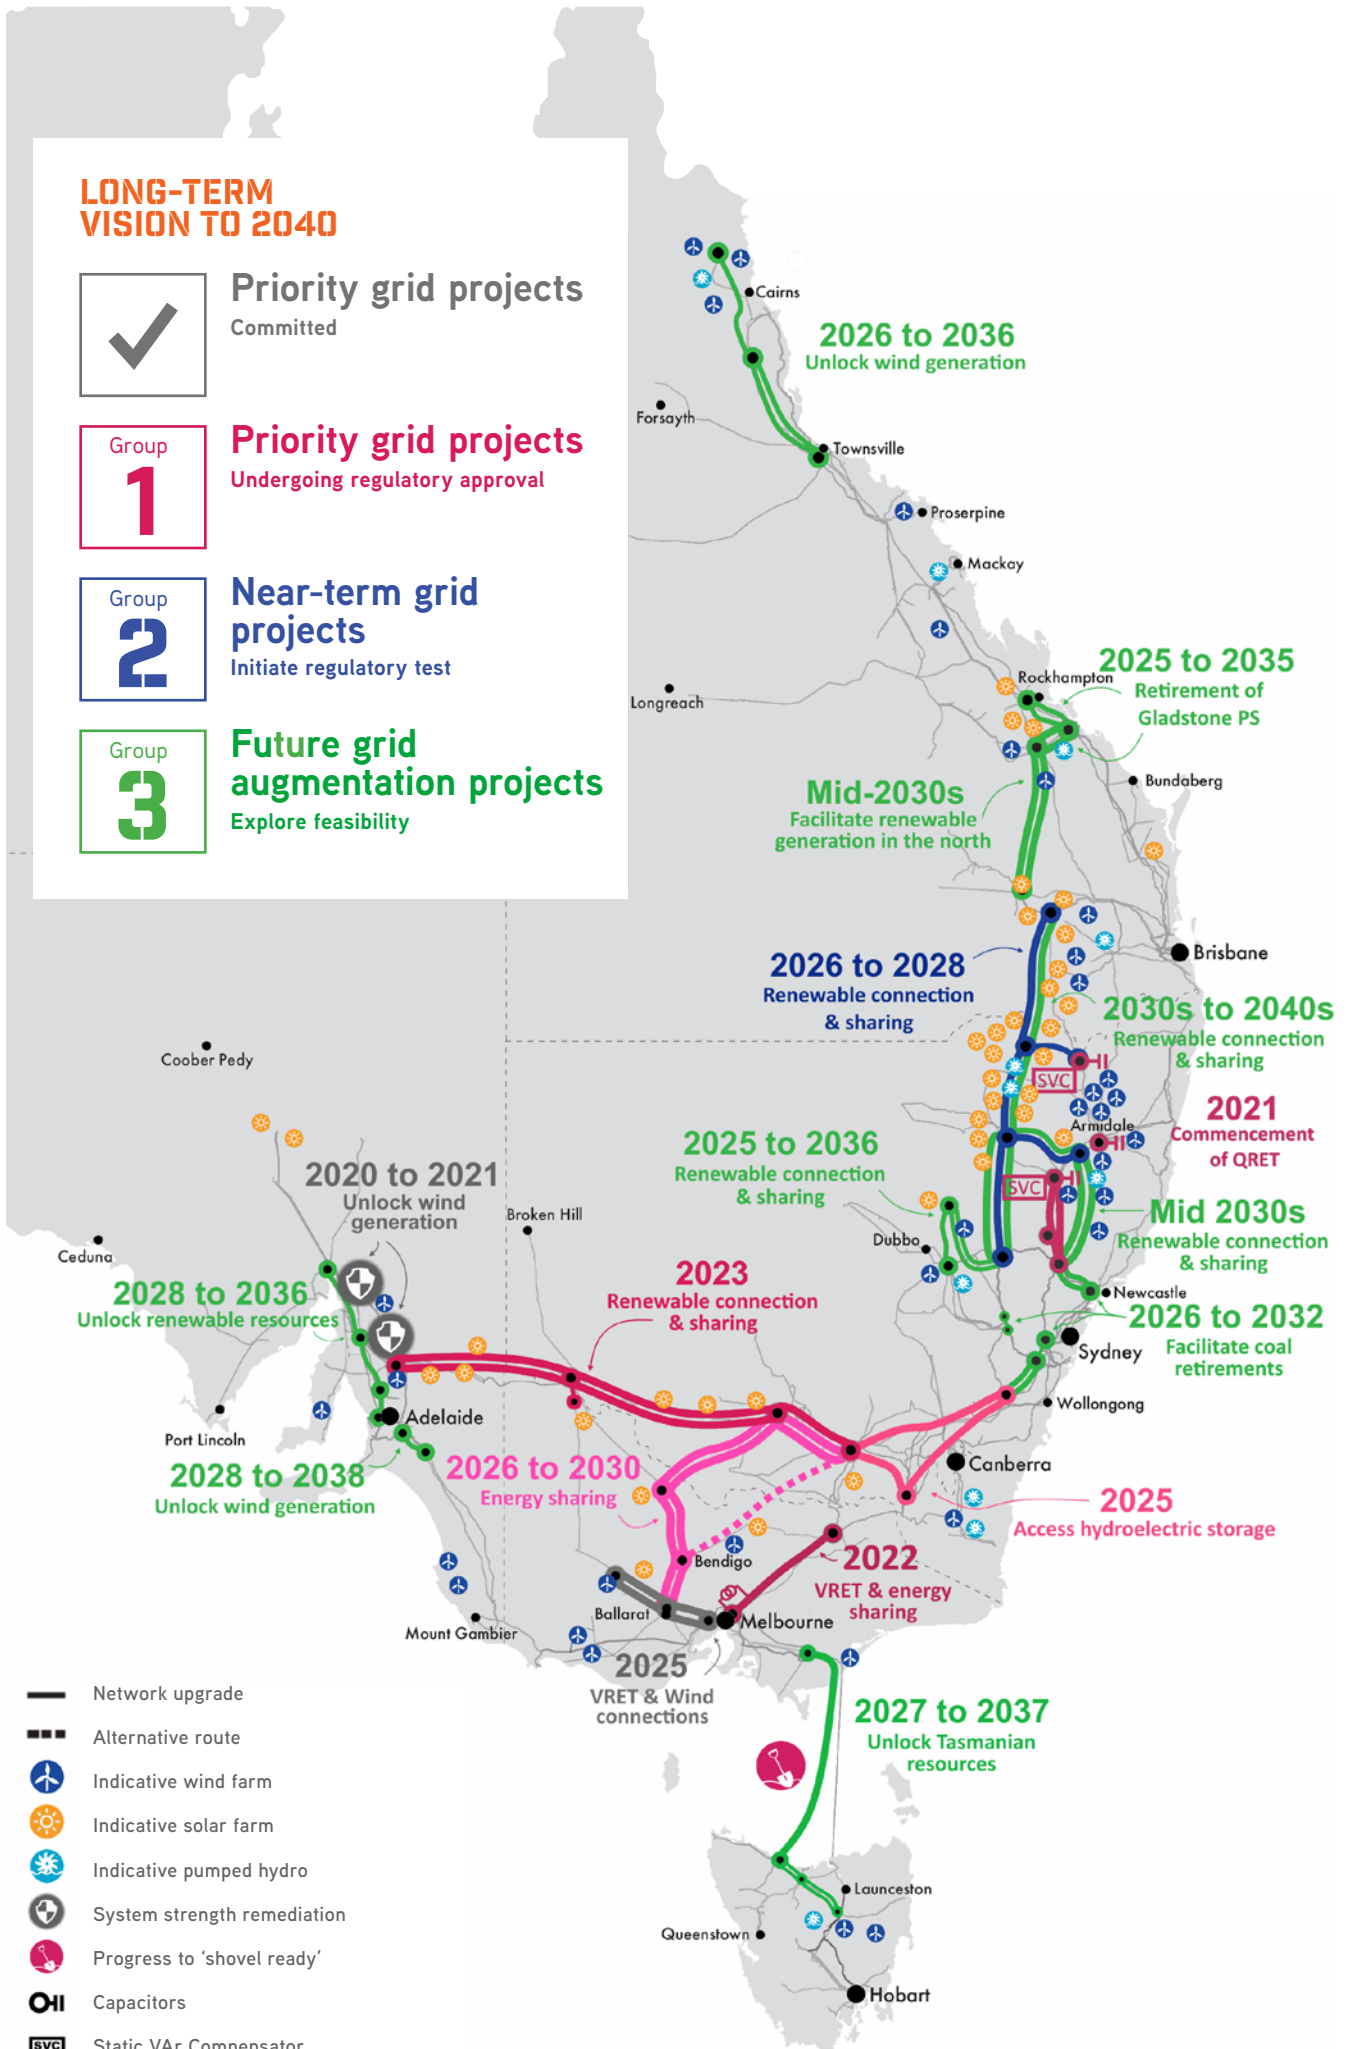 LONG-TERM
VISION TO 2040
Priority grid projects
Committed
Group
1
Priority grid projects
Undergoing regulatory approval
Group
2
Near-term grid
projects
Initiate regulatory test
Group
3
Future grid
augmentation projects
Explore feasibility
Cairns
2026 to 2036
Unlock wind generation
Forsayth
Townsville
Proserpine
Mackay
2025 to 2035
Retirement of
Gladstone PS
Rockhampton
Longreach
Bundaberg
Mid-2030s
Facilitate renewable
generation in the north
Brisbane
2026 to 2028
Renewable connection
& sharing
2030s to 2040s
Renewable connection
& sharing
Coober Pedy
SVC
2021
Commencement
of QRET
Armidale
2025 to 2036
Renewable connection
& sharing
SVC
2020 to 2021
Unlock wind
generation
Broken Hill
Mid 2030s
Renewable connection
& sharing
Dubbo
Ceduna
2028 to 2036
Unlock renewable resources
2023
Renewable connection
& sharing
Newcastle
2026 to 2032
Facilitate coal
retirements
Sydney
Wollongong
Adelaide
Port Lincoln
2028 to 2038
Unlock wind generation
2026 to 2030
Energy sharing
Canberra
2025
Access hydroelectric storage
Bendigo
2022
VRET & energy
sharing
Ballarat
Melbourne
Mount Gambier
2025
VRET & Wind
connections
2027 to 2037
Unlock Tasmanian
resources
Launceston
Queenstown
Hobart
Network upgrade
Alternative route
Indicative wind farm
Indicative solar farm
Indicative pumped hydro
System strength remediation
Progress to ‘shovel ready’
Capacitors
SVC
Static VAr Compensator